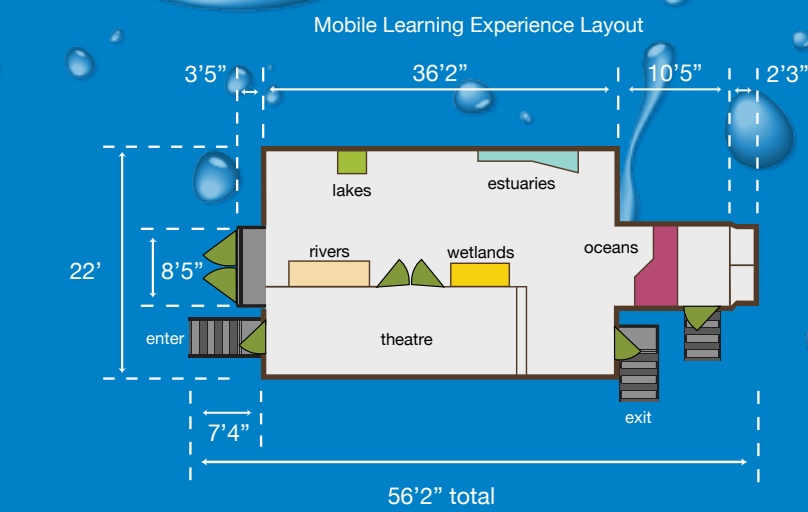 Mobile Learning Experience Layout
3’5”
36’2”
10’5”
2’3”
lakes
estuaries
rivers
wetlands
oceans
22’
8’5”
enter
theatre
exit
7’4”
56’2” total